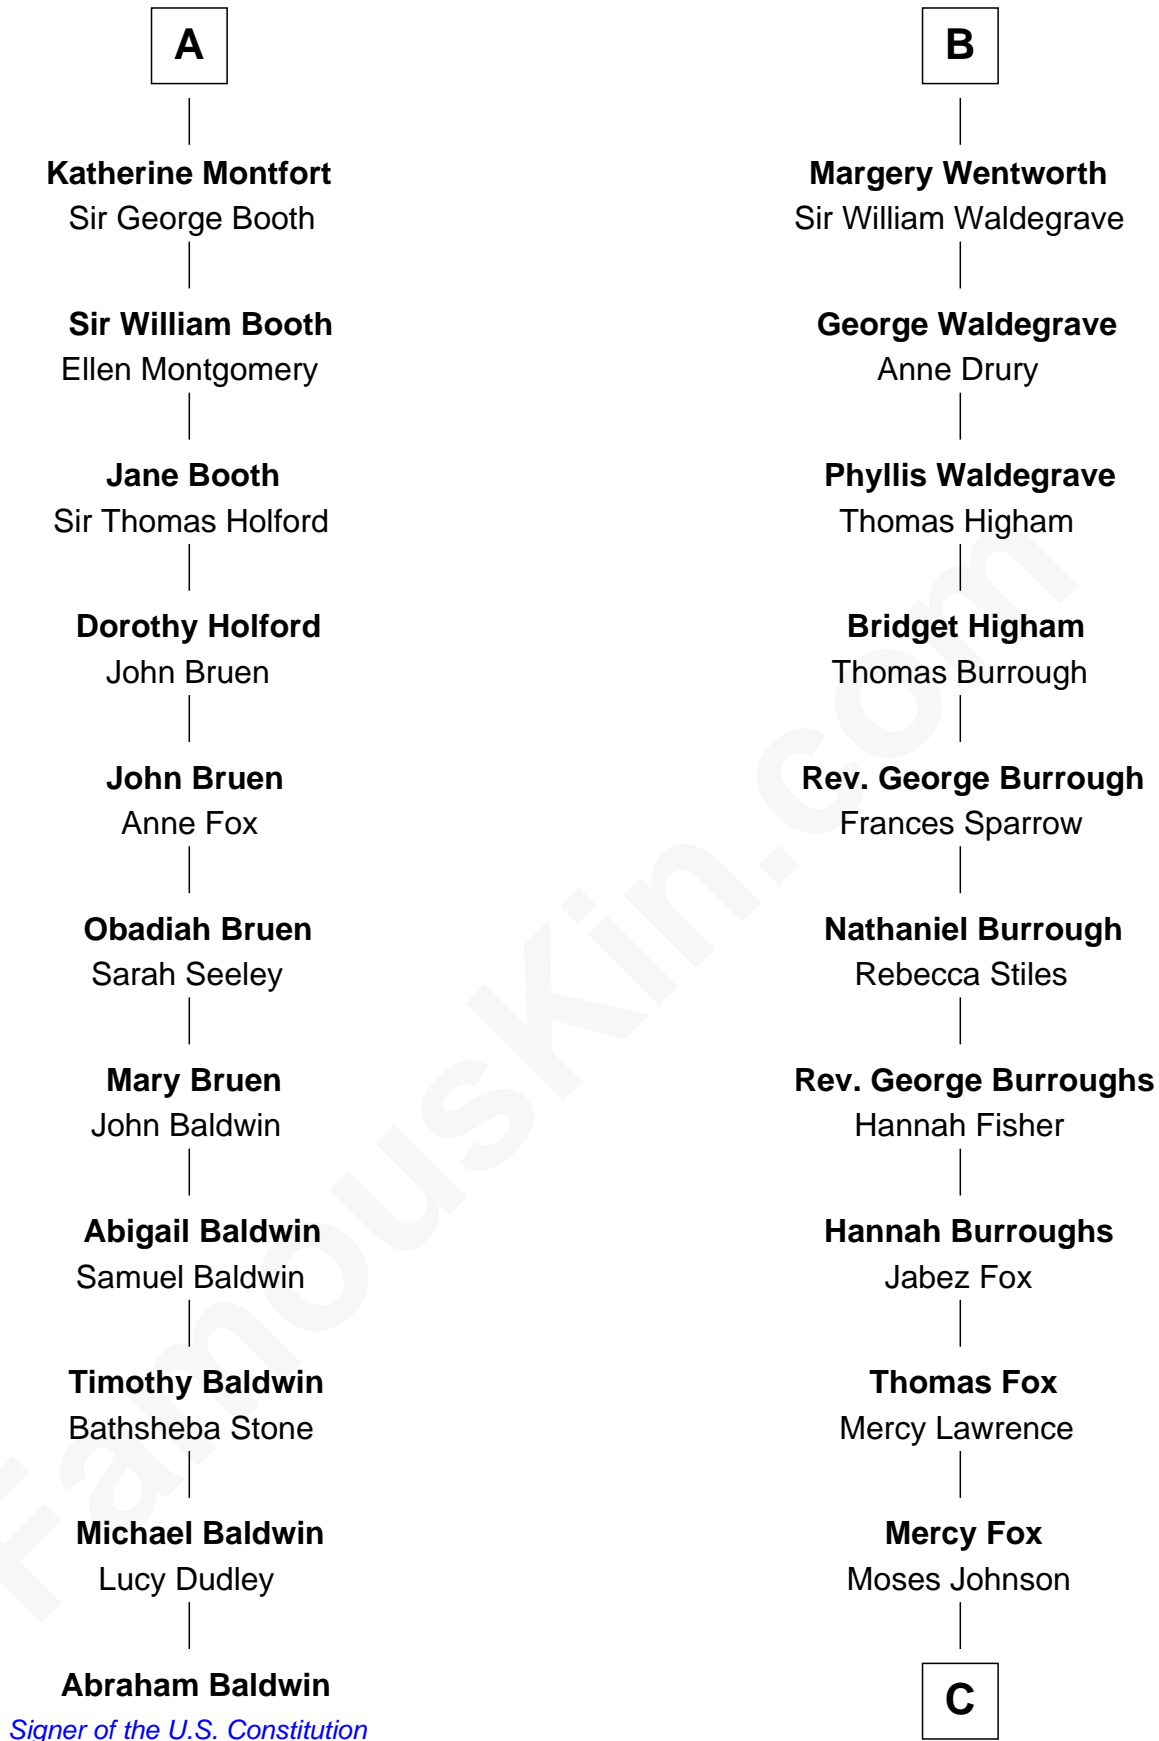 A
Katherine Montfort
Sir George Booth
Sir William Booth
Ellen Montgomery
Jane Booth
Sir Thomas Holford
Dorothy Holford
John Bruen
John Bruen
Anne Fox
Obadiah Bruen
Sarah Seeley
Mary Bruen
John Baldwin
Abigail Baldwin
Samuel Baldwin
Timothy Baldwin
Bathsheba Stone
Michael Baldwin
Lucy Dudley
Abraham Baldwin
Signer of the U.S. Constitution
B
Margery Wentworth
Sir William Waldegrave
George Waldegrave
Anne Drury
Phyllis Waldegrave
Thomas Higham
Bridget Higham
Thomas Burrough
Rev. George Burrough
Frances Sparrow
Nathaniel Burrough
Rebecca Stiles
Rev. George Burroughs
Hannah Fisher
Hannah Burroughs
Jabez Fox
Thomas Fox
Mercy Lawrence
Mercy Fox
Moses Johnson
C
FamousKin.com